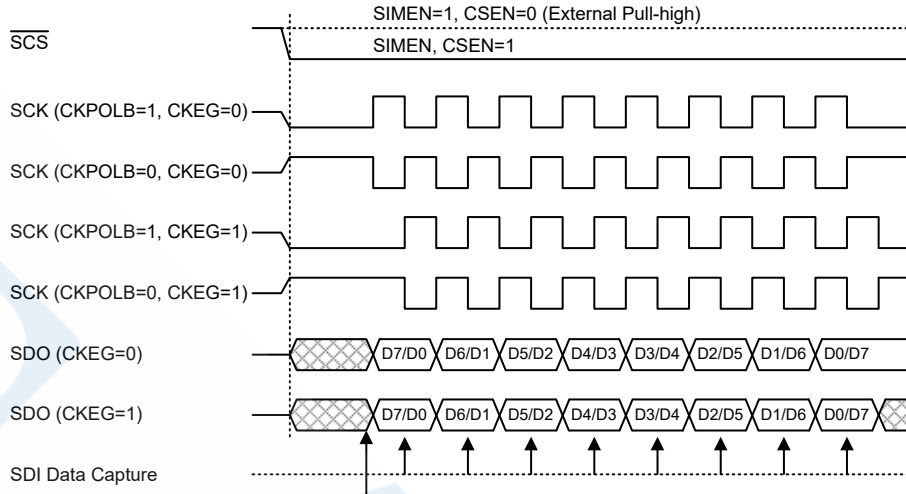 SIMEN=1, CSEN=0 (External Pull-high)
SCS
SIMEN, CSEN=1
SCK (CKPOLB=1, CKEG=0)
SCK (CKPOLB=0, CKEG=0)
SCK (CKPOLB=1, CKEG=1)
SCK (CKPOLB=0, CKEG=1)
SDO (CKEG=0) D7/D0 D6/D1 D5/D2 D4/D3 D3/D4 D2/D5 D1/D6 D0/D7
SDO (CKEG=1) D7/D0 D6/D1 D5/D2 D4/D3 D3/D4 D2/D5 D1/D6 D0/D7
SDI Data Capture